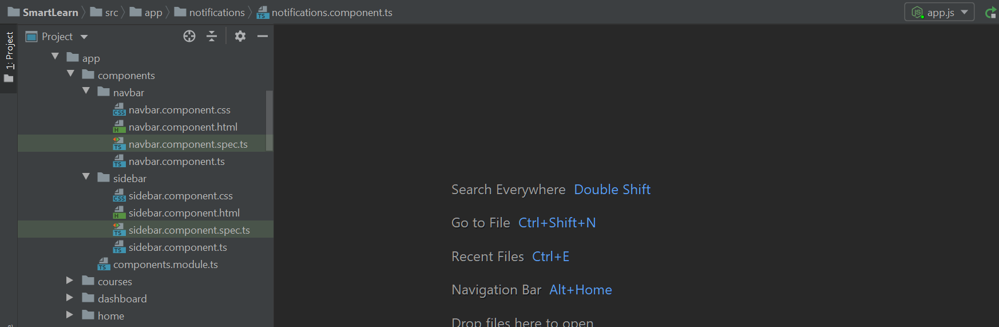 SmartLearn src app notifications notifications.component.ts app.js
1: Project
Project
app
components
navbar
navbar.component.css
navbar.component.html
navbar.component.spec.ts
navbar.component.ts
sidebar
sidebar.component.css
sidebar.component.html
sidebar.component.spec.ts
sidebar.component.ts
components.module.ts
courses
dashboard
home
Search Everywhere Double Shift
Go to File Ctrl+Shift+N
Recent Files Ctrl+E
Navigation Bar Alt+Home
Drop files here to open